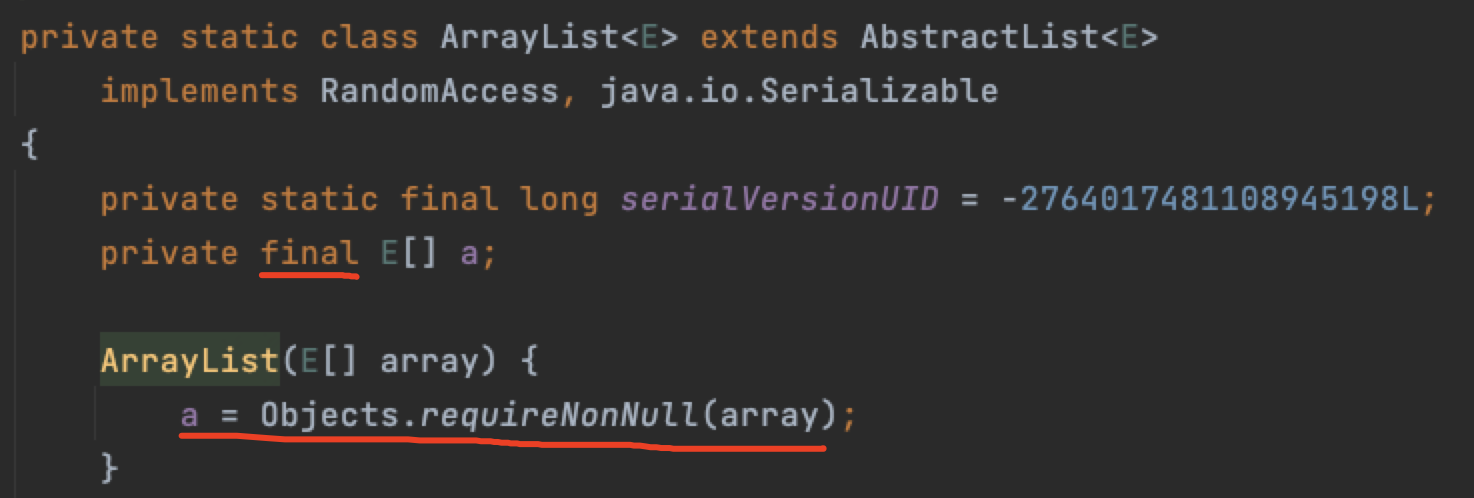 private static class ArrayList<E> extends AbstractList<E>
implements RandomAccess, java.io.Serializable
{
private static final long serialVersionUID = -2764017481108945198L;
private final E[] a;
ArrayList(E[] array) {
a = Objects.requireNonNull(array);
}